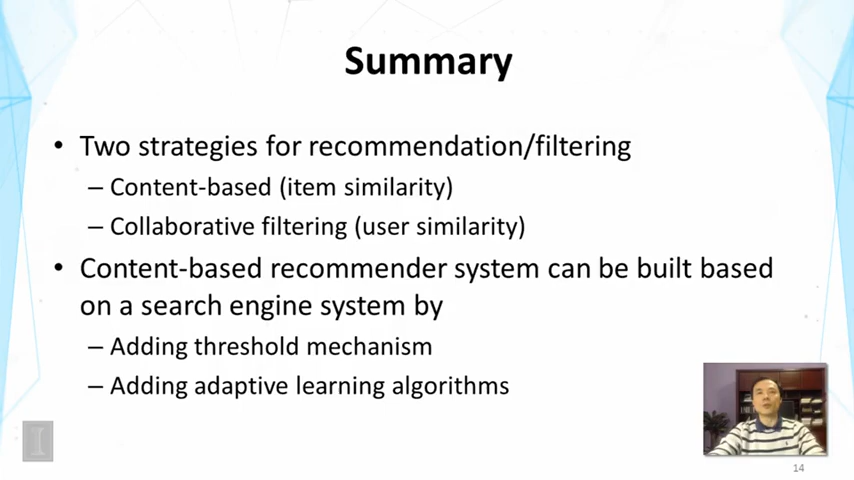 Summary
• Two strategies for recommendation/filtering
– Content-based (item similarity)
– Collaborative filtering (user similarity)
• Content-based recommender system can be built based
on a search engine system by
– Adding threshold mechanism
– Adding adaptive learning algorithms
I
14